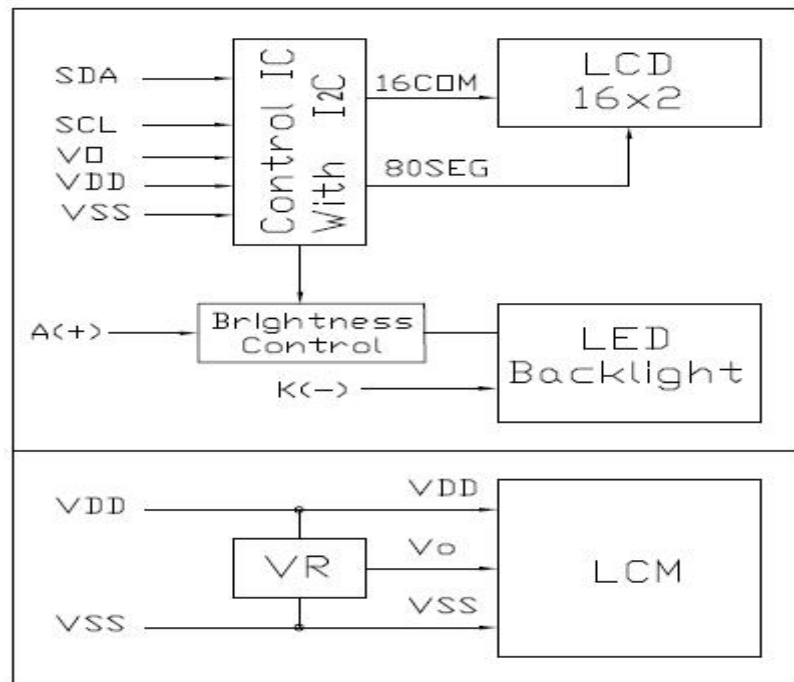 SDA
SCL
VO
VDD
VSS
Control IC
With I2C
16COM
80SEG
LCD
16x2
A(+)
Brightness
Control
K(-)
LED
Backlight
VDD
VSS
VR
VDD
Vo
VSS
LCM